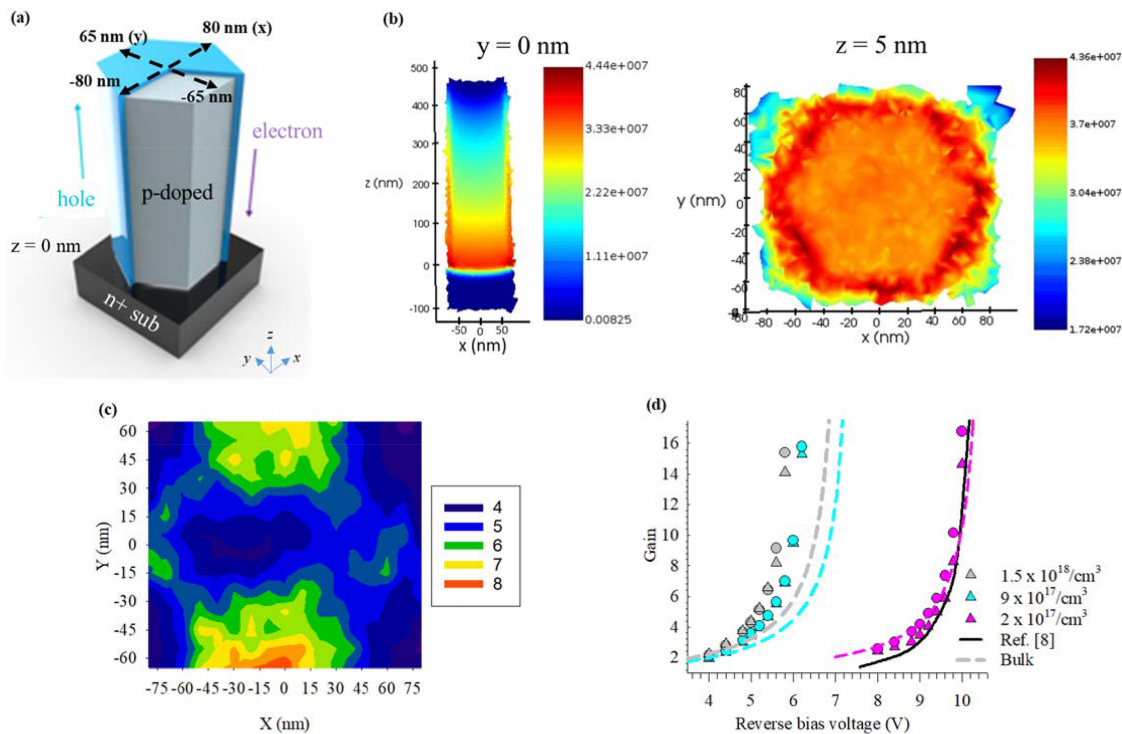 (a)
65 nm (y)
80 nm (x)
-80 nm
-65 nm
hole
electron
p-doped
z = 0 nm
n+ sub
z
y
x
(b)
y = 0 nm
500
400
300
200
100
0
-100
z (nm)
-50 0 50
x (nm)
4.44e+007
3.33e+007
2.22e+007
1.11e+007
0.00825
z = 5 nm
80
60
40
20
0
-20
-40
-60
y (nm)
-80 -60 -40 -20 0 20 40 60 80
x (nm)
4.36e+007
3.7e+007
3.04e+007
2.38e+007
1.72e+007
(c)
60
45
30
15
0
-15
-30
-45
-60
Y (nm)
-75 -60 -45 -30 -15 0 15 30 45 60 75
X (nm)
4
5
6
7
8
(d)
16
14
12
10
8
6
4
2
Gain
4 5 6 7 8 9 10
Reverse bias voltage (V)
1.5 x 10¹⁸/cm³
9 x 10¹⁷/cm³
2 x 10¹⁷/cm³
Ref. [8]
Bulk